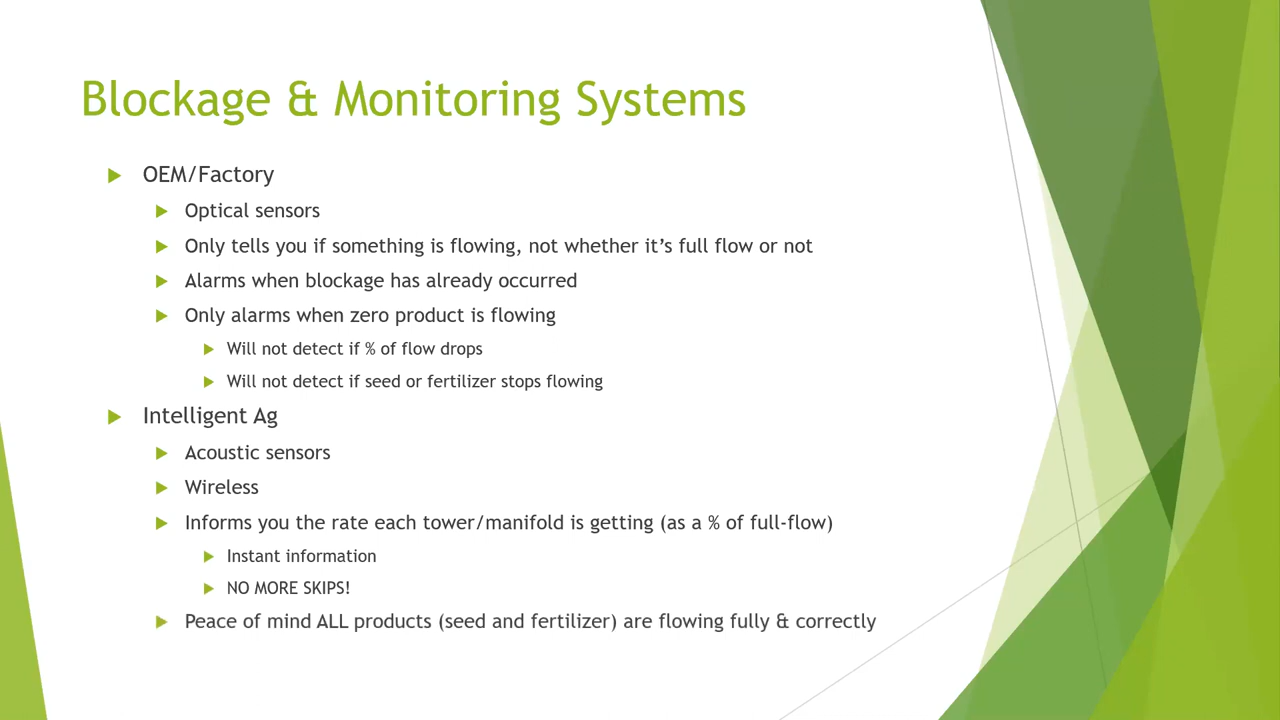 Blockage & Monitoring Systems
OEM/Factory
Optical sensors
Only tells you if something is flowing, not whether it’s full flow or not
Alarms when blockage has already occurred
Only alarms when zero product is flowing
Will not detect if % of flow drops
Will not detect if seed or fertilizer stops flowing
Intelligent Ag
Acoustic sensors
Wireless
Informs you the rate each tower/manifold is getting (as a % of full-flow)
Instant information
NO MORE SKIPS!
Peace of mind ALL products (seed and fertilizer) are flowing fully & correctly